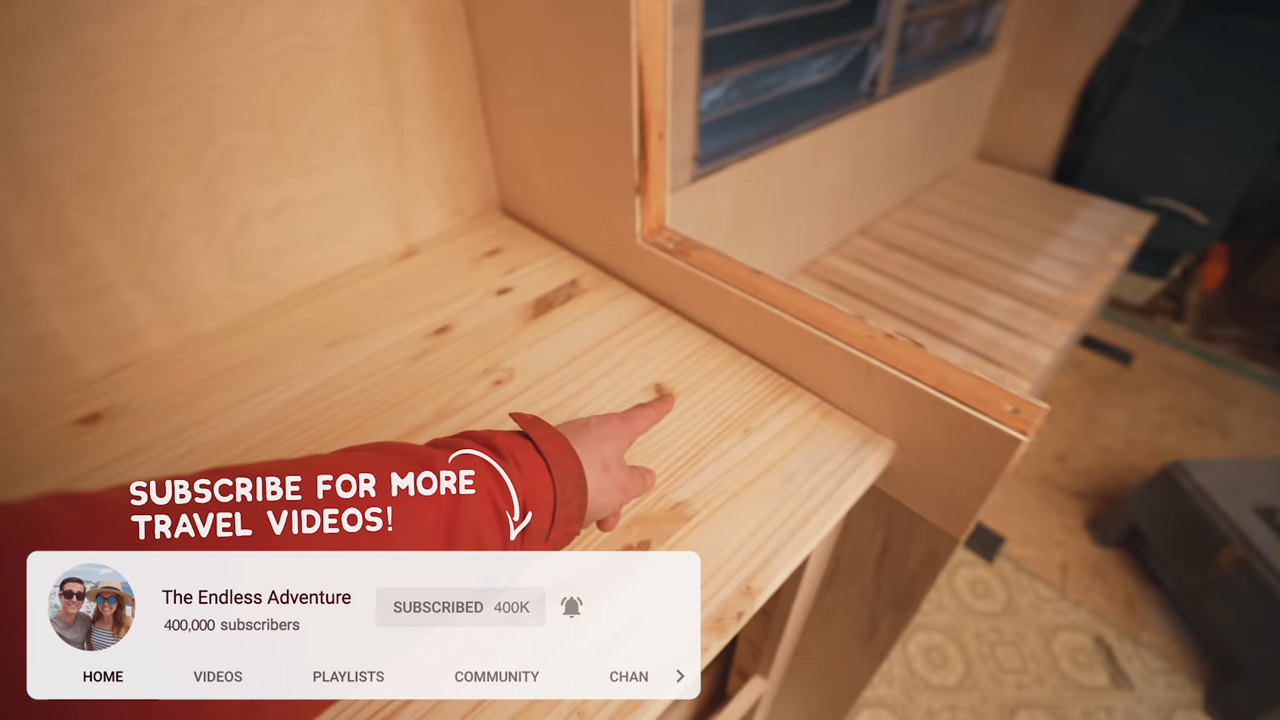 SUBSCRIBE FOR MORE
TRAVEL VIDEOS!
The Endless Adventure
400,000 subscribers
SUBSCRIBED 400K
HOME VIDEOS PLAYLISTS COMMUNITY CHAN